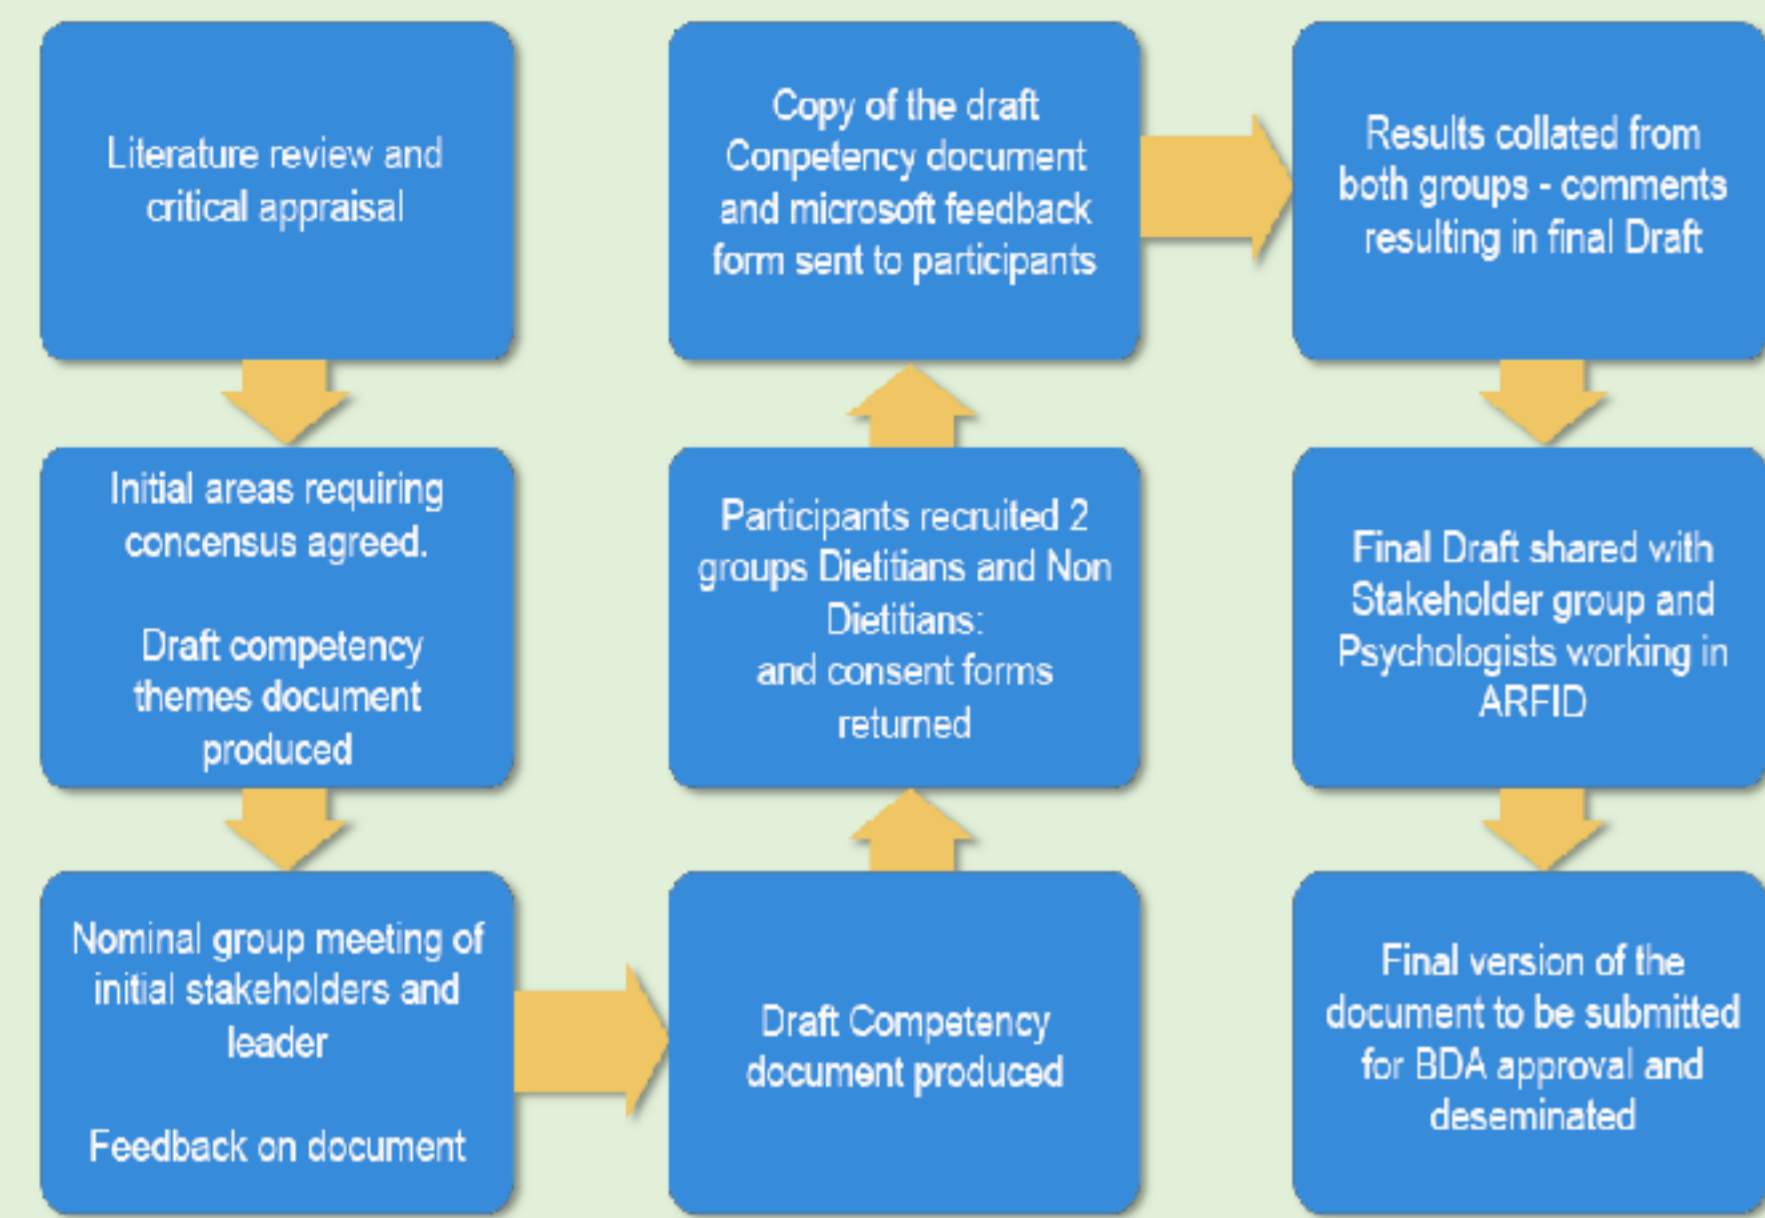 Literature review and
critical appraisal
Initial areas requiring
concensus agreed.
Draft competency
themes document
produced
Nominal group meeting of
initial stakeholders and
leader
Feedback on document
Draft Competency
document produced
Participants recruited 2
groups Dietitians and Non
Dietitians:
and consent forms
returned
Copy of the draft
Conpetency document
and microsoft feedback
form sent to participants
Results collated from
both groups - comments
resulting in final Draft
Final Draft shared with
Stakeholder group and
Psychologists working in
ARFID
Final version of the
document to be submitted
for BDA approval and
deseminated